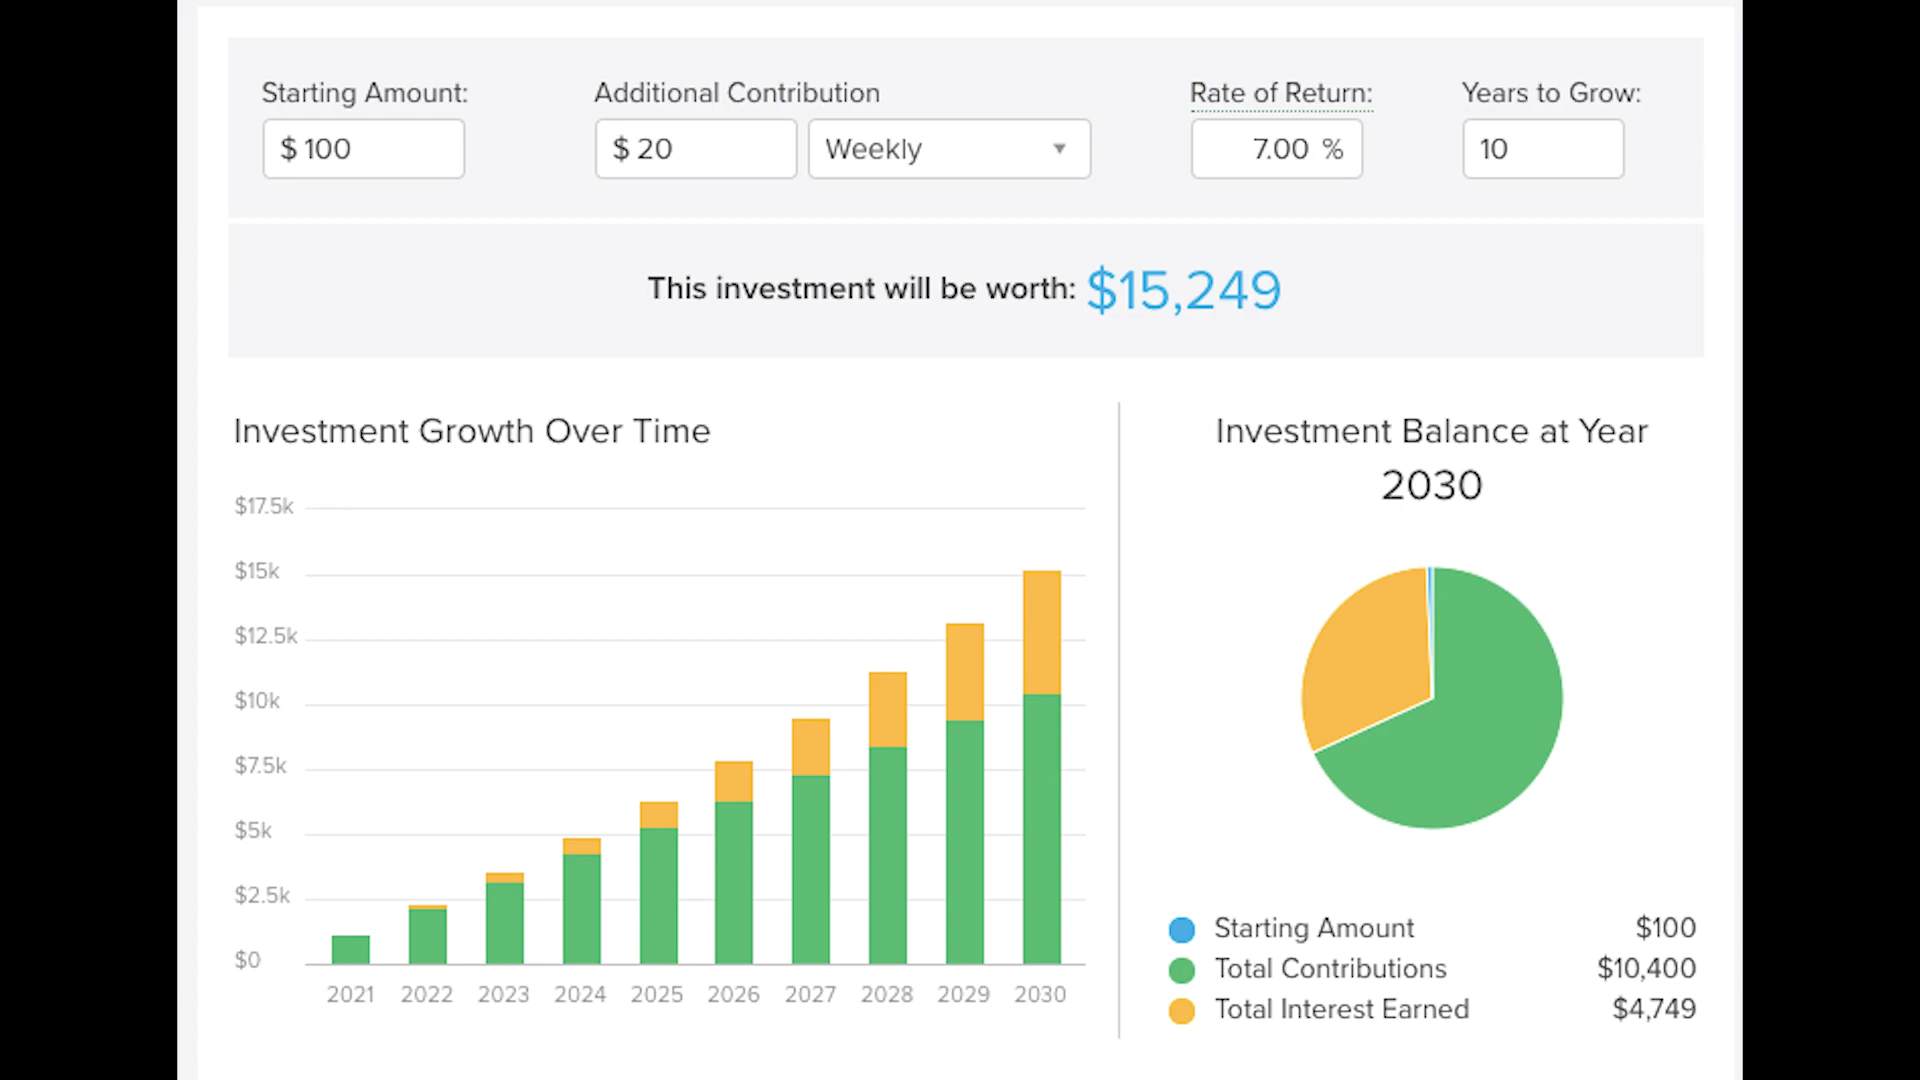 Starting Amount:
Additional Contribution
Rate of Return:
Years to Grow:
$ 100
$ 20
Weekly
7.00 %
10
This investment will be worth: $15,249
Investment Growth Over Time
$17.5k
$15k
$12.5k
$10k
$7.5k
$5k
$2.5k
$0
2021 2022 2023 2024 2025 2026 2027 2028 2029 2030
Investment Balance at Year
2030
Starting Amount $100
Total Contributions $10,400
Total Interest Earned $4,749